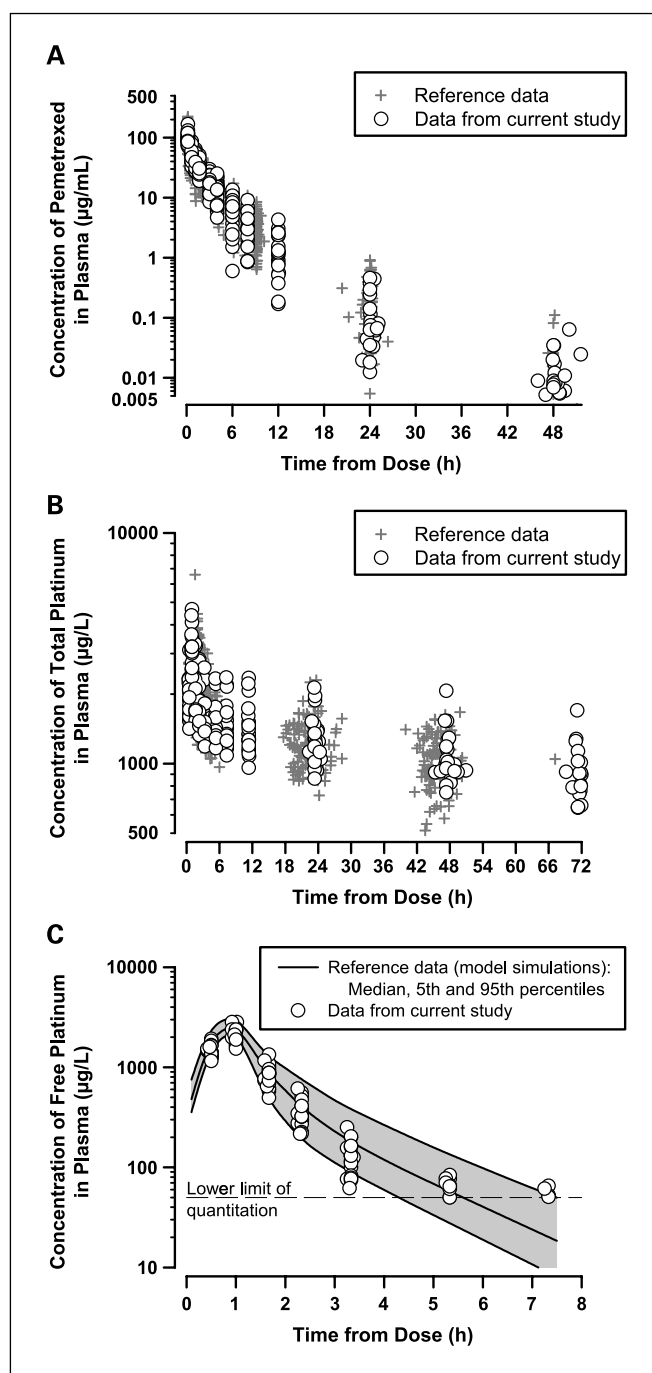 A
Reference data
Data from current study
Concentration of Pemetrexed
in Plasma (µg/mL)
500
100
10
1
0.1
0.01
0.005
0 6 12 18 24 30 36 42 48
Time from Dose (h)
B
Reference data
Data from current study
Concentration of Total Platinum
in Plasma (µg/L)
10000
1000
500
0 6 12 18 24 30 36 42 48 54 60 66 72
Time from Dose (h)
C
Reference data (model simulations):
Median, 5th and 95th percentiles
Data from current study
Concentration of Free Platinum
in Plasma (µg/L)
10000
1000
100
10
Lower limit of
quantitation
0 1 2 3 4 5 6 7 8
Time from Dose (h)